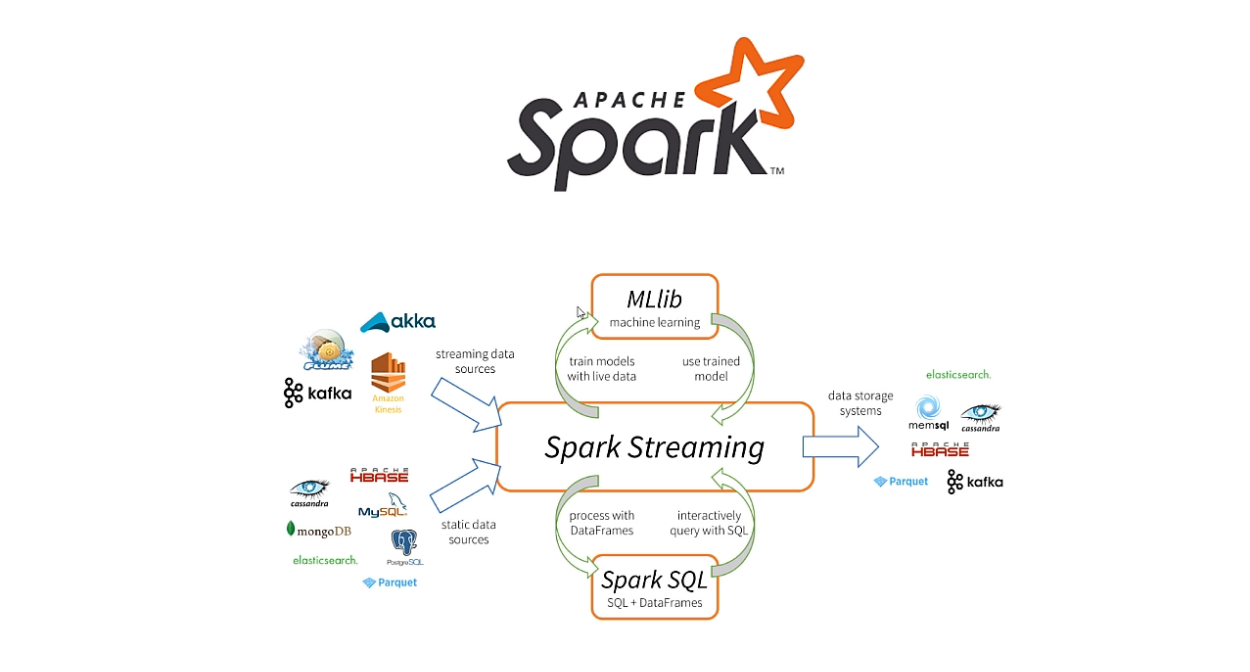 APACHE
Spark
TM
MLlib
machine learning
akka
FLUME
streaming data
sources
train models
with live data
use trained
model
kafka
Amazon
Kinesis
data storage
systems
elasticsearch.
memsql
cassandra
Spark Streaming
APACHE
HBASE
Parquet
kafka
APACHE
HBASE
cassandra
MySQL
mongoDB
PostgreSQL
elasticsearch.
Parquet
static data
sources
process with
DataFrames
interactively
query with SQL
Spark SQL
SQL + DataFrames